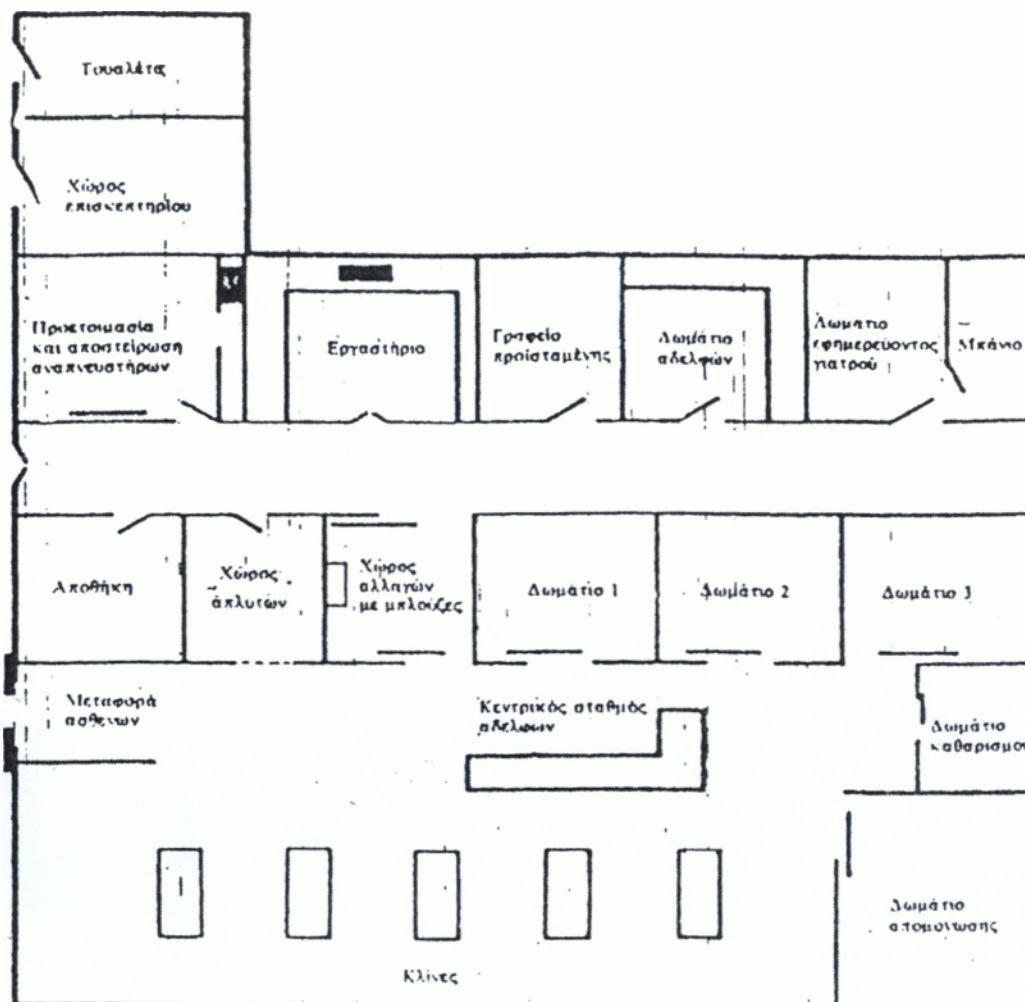 Τουαλέτα
Χώρος
επισκεπτηρίου
Προετοιμασία
και αποστείρωση
αναπνευστήρων
Εργαστήριο
Γραφείο
προϊσταμένης
Δωμάτιο
αδελφών
Δωμάτιο
εφημερεύοντος
γιατρού
Μπάνιο
Αποθήκη
Χώρος
άπλυτών
Χώρος
αλλαγών
με μπλούζες
Δωμάτιο 1
Δωμάτιο 2
Δωμάτιο 3
Μεταφορά
ασθενών
Κεντρικός σταθμός
αδελφών
Δωμάτιο
καθαρισμού
Δωμάτιο
απομόνωσης
Κλίνες